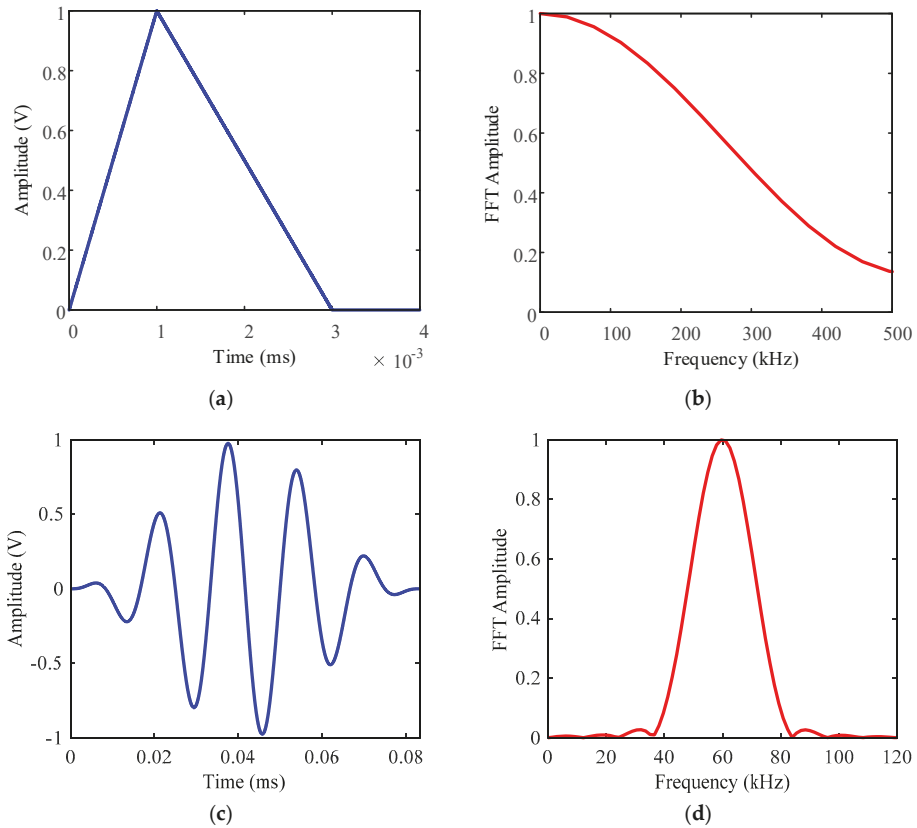 1
0.8
0.6
0.4
0.2
0
Amplitude (V)
0 1 2 3 4
Time (ms)
× 10⁻³
(a)
1
0.8
0.6
0.4
0.2
0
FFT Amplitude
0 100 200 300 400 500
Frequency (kHz)
(b)
1
0.5
0
-0.5
-1
Amplitude (V)
0 0.02 0.04 0.06 0.08
Time (ms)
(c)
1
0.8
0.6
0.4
0.2
0
FFT Amplitude
0 20 40 60 80 100 120
Frequency (kHz)
(d)